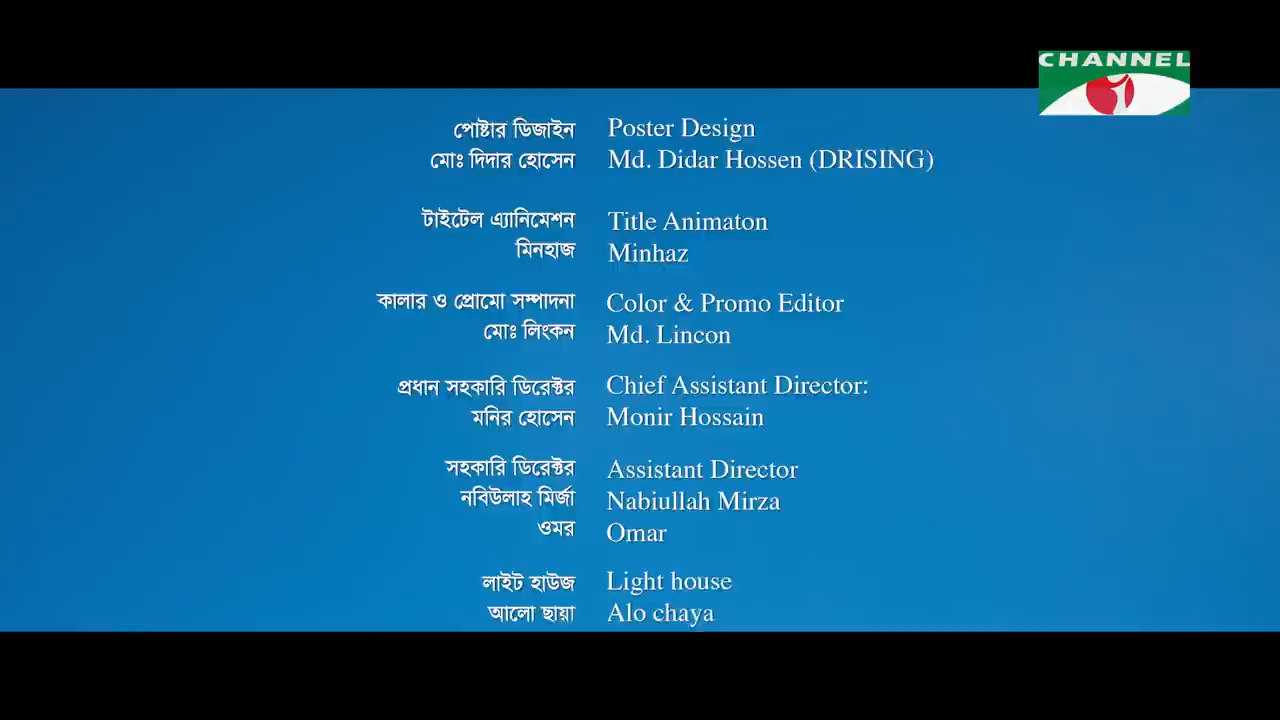 CHANNEL
পোষ্টার ডিজাইন Poster Design
মোঃ দিদার হোসেন Md. Didar Hossen (DRISING)
টাইটেল এ্যানিমেশন Title Animaton
মিনহাজ Minhaz
কালার ও প্রোমো সম্পাদনা Color & Promo Editor
মোঃ লিংকন Md. Lincon
প্রধান সহকারি ডিরেক্টর Chief Assistant Director:
মনির হোসেন Monir Hossain
সহকারি ডিরেক্টর Assistant Director
নবিউলাহ মির্জা Nabiullah Mirza
ওমর Omar
লাইট হাউজ Light house
আলো ছায়া Alo chaya